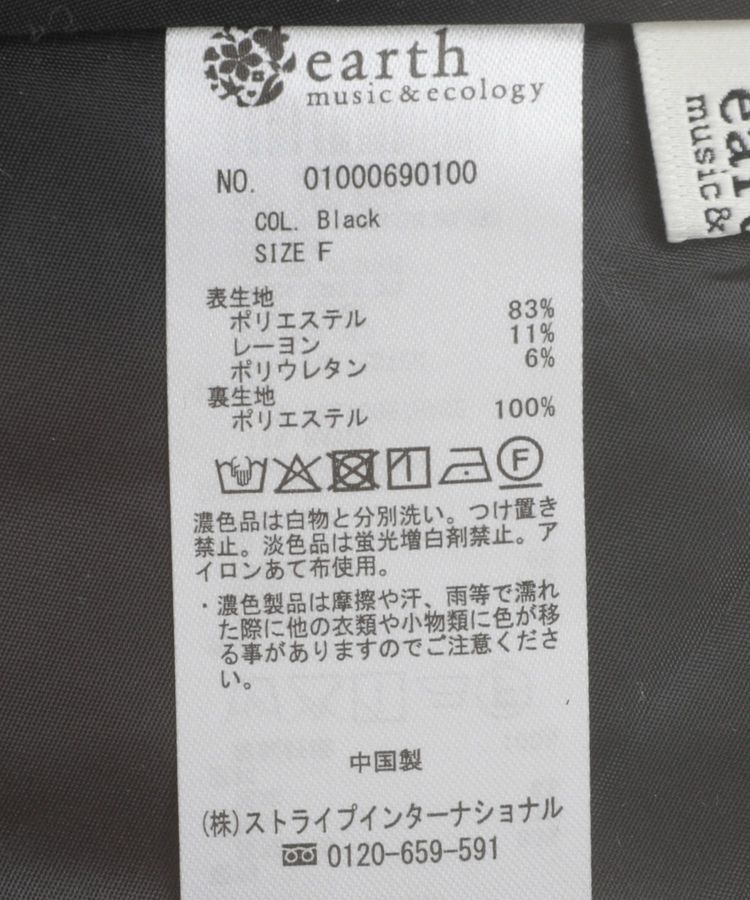 earth
music&ecology
NO. 01000690100
COL. Black
SIZE F
表生地
ポリエステル 83%
レーヨン 11%
ポリウレタン 6%
裏生地
ポリエステル 100%
F
濃色品は白物と分別洗い。つけ置き
禁止。淡色品は蛍光増白剤禁止。ア
イロンあて布使用。
・濃色製品は摩擦や汗、雨等で濡れ
た際に他の衣類や小物類に色が移
る事がありますのでご注意くださ
い。
中国製
(株)ストライプインターナショナル
0120-659-591
ear
music&